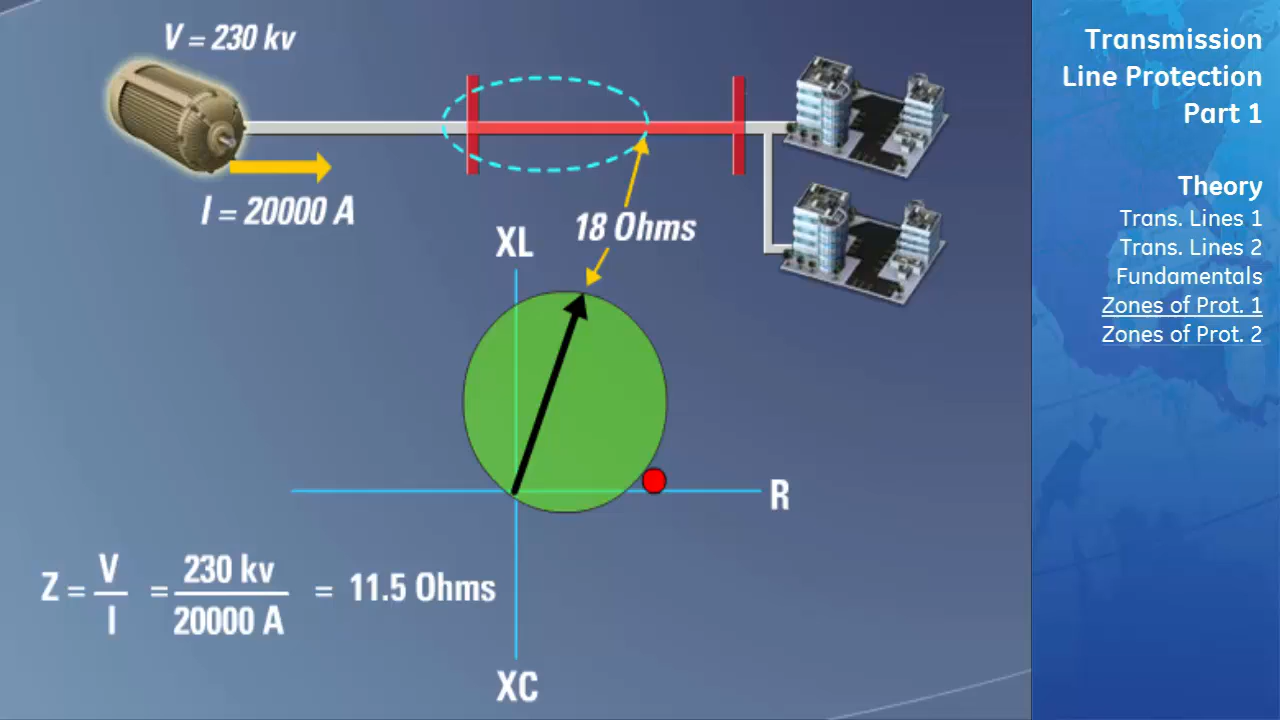 V = 230 kv
I = 20000 A
18 Ohms
XL
R
XC
Z = V / I = 230 kv / 20000 A = 11.5 Ohms
Transmission
Line Protection
Part 1
Theory
Trans. Lines 1
Trans. Lines 2
Fundamentals
Zones of Prot. 1
Zones of Prot. 2